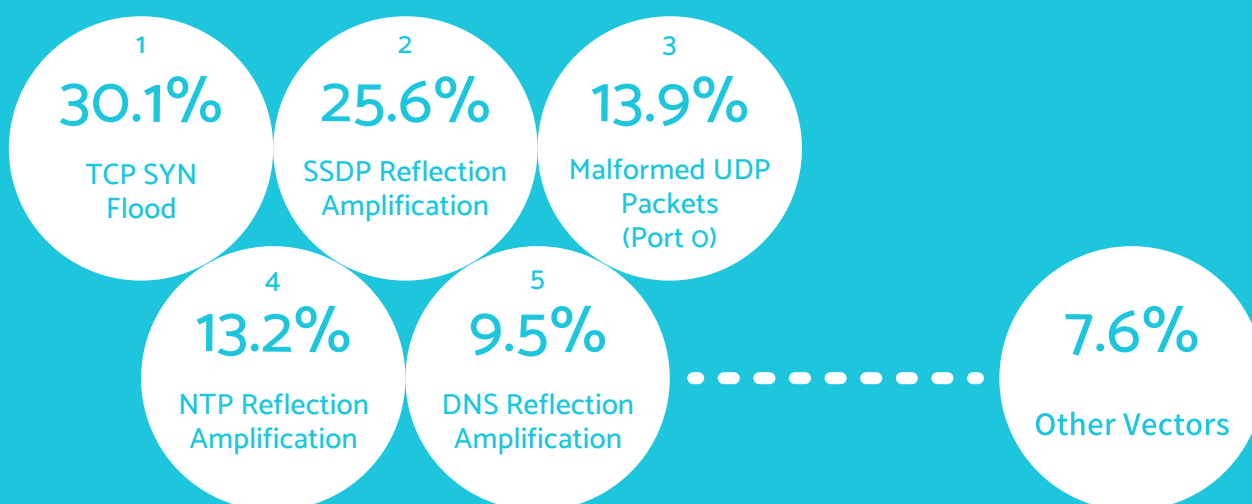 1
30.1%
TCP SYN
Flood
2
25.6%
SSDP Reflection
Amplification
3
13.9%
Malformed UDP
Packets
(Port 0)
4
13.2%
NTP Reflection
Amplification
5
9.5%
DNS Reflection
Amplification
7.6%
Other Vectors